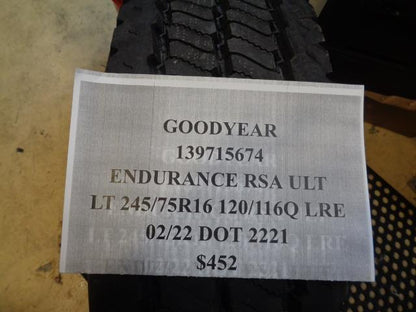 GOODYEAR
139715674
ENDURANCE RSA ULT
LT 245/75R16 120/116Q LRE
02/22 DOT 2221
$452